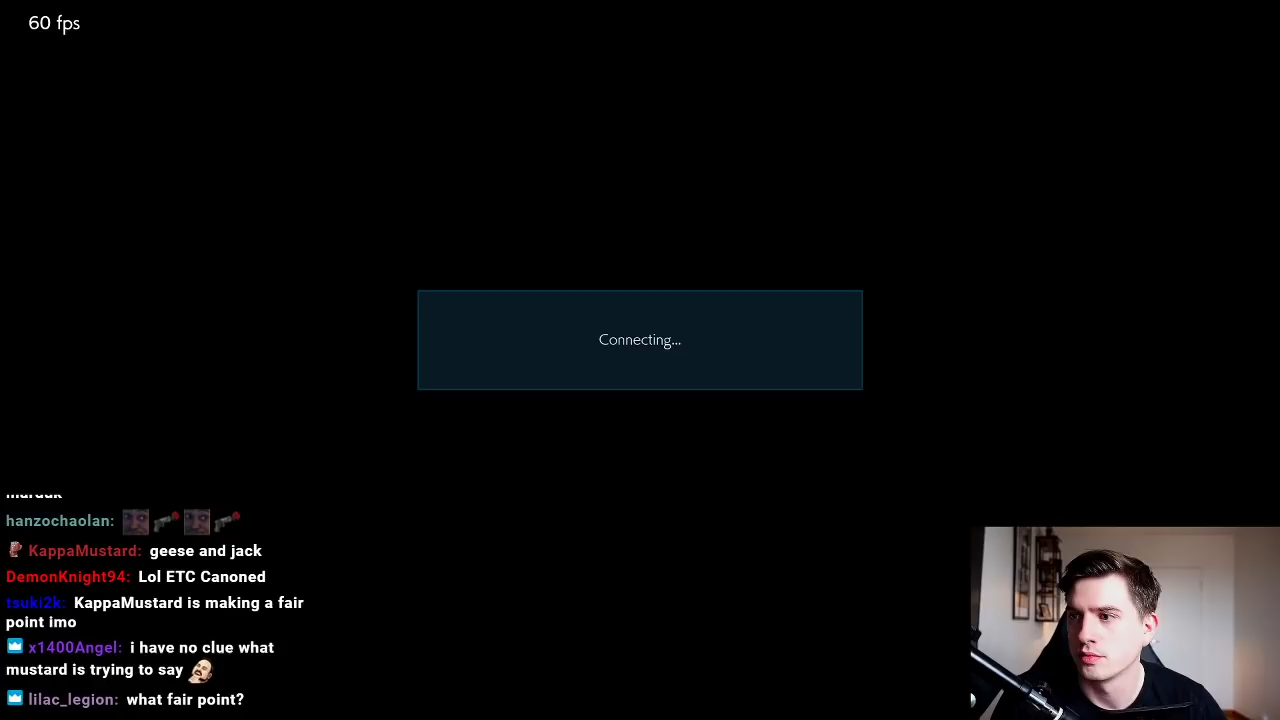 60 fps
Connecting...
hanzochaolan:
KappaMustard: geese and jack
DemonKnight94: Lol ETC Canoned
tsuki2k: KappaMustard is making a fair
point imo
x1400Angel: i have no clue what
mustard is trying to say
lilac_legion: what fair point?